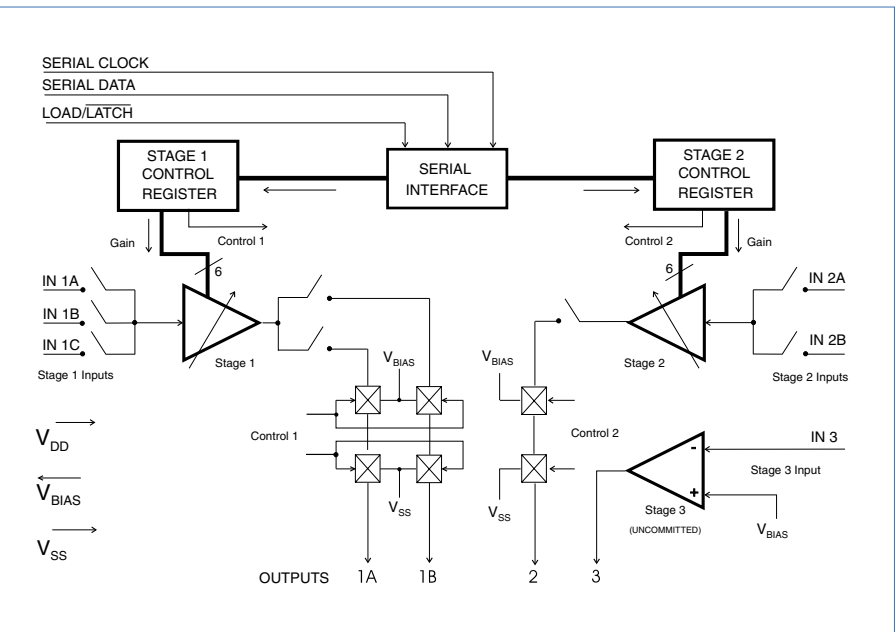 SERIAL CLOCK
SERIAL DATA
LOAD/LATCH
STAGE 1
CONTROL
REGISTER
SERIAL
INTERFACE
STAGE 2
CONTROL
REGISTER
Gain
Control 1
Control 2
Gain
6
6
IN 1A
IN 1B
IN 1C
Stage 1 Inputs
Stage 1
Stage 2
IN 2A
IN 2B
Stage 2 Inputs
VBIAS
VBIAS
Control 1
Control 2
VSS
VSS
VDD
VBIAS
VSS
IN 3
Stage 3 Input
-
+
Stage 3
(UNCOMMITTED)
VBIAS
OUTPUTS 1A 1B 2 3